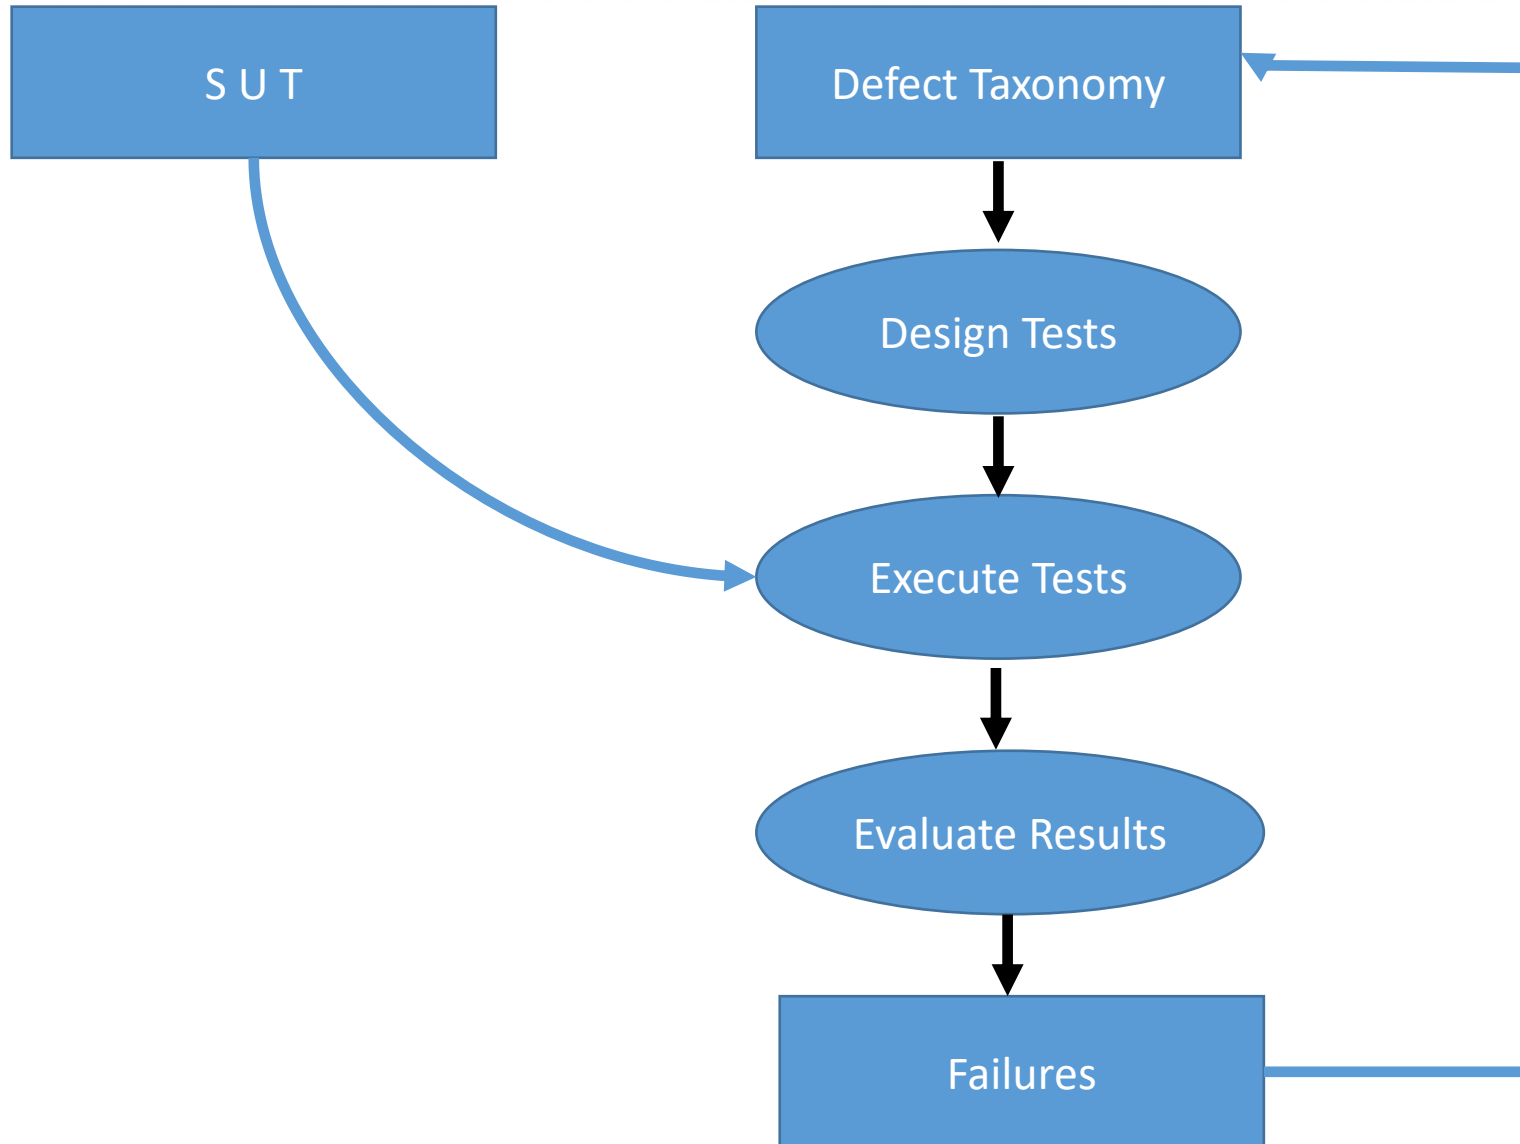 S U T
Defect Taxonomy
Design Tests
Execute Tests
Evaluate Results
Failures